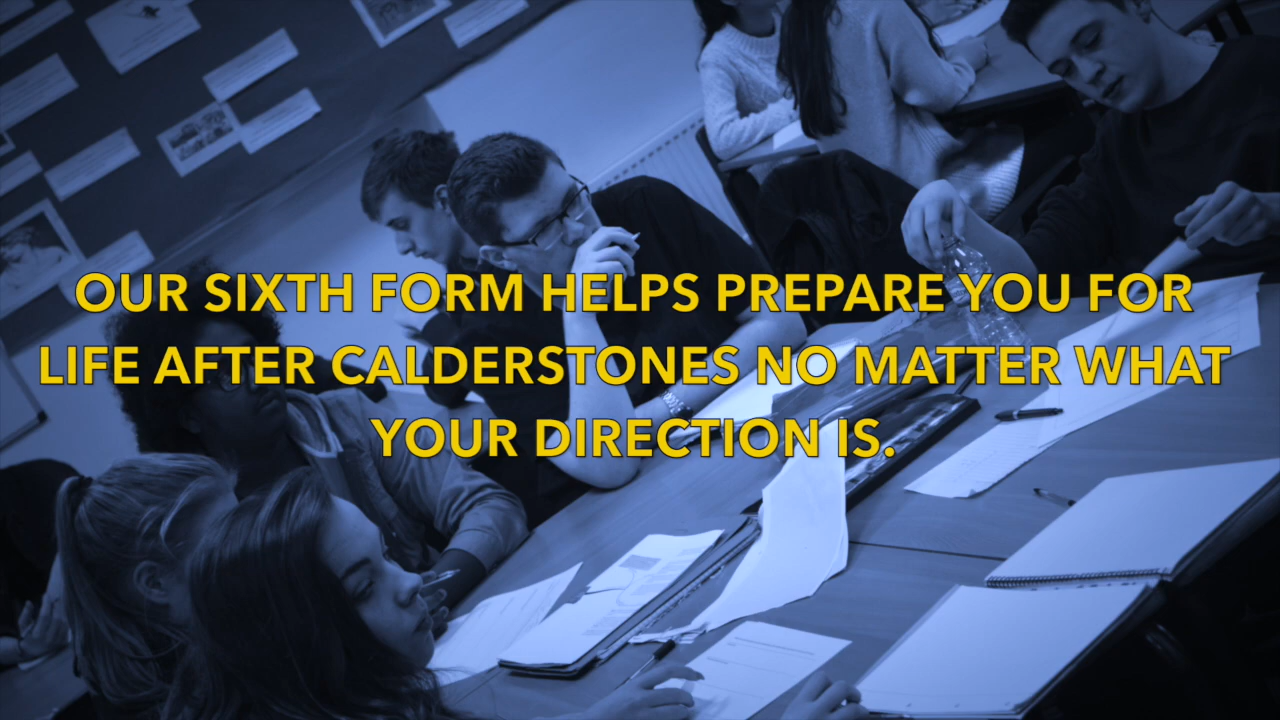 OUR SIXTH FORM HELPS PREPARE YOU FOR
LIFE AFTER CALDERSTONES NO MATTER WHAT
YOUR DIRECTION IS.